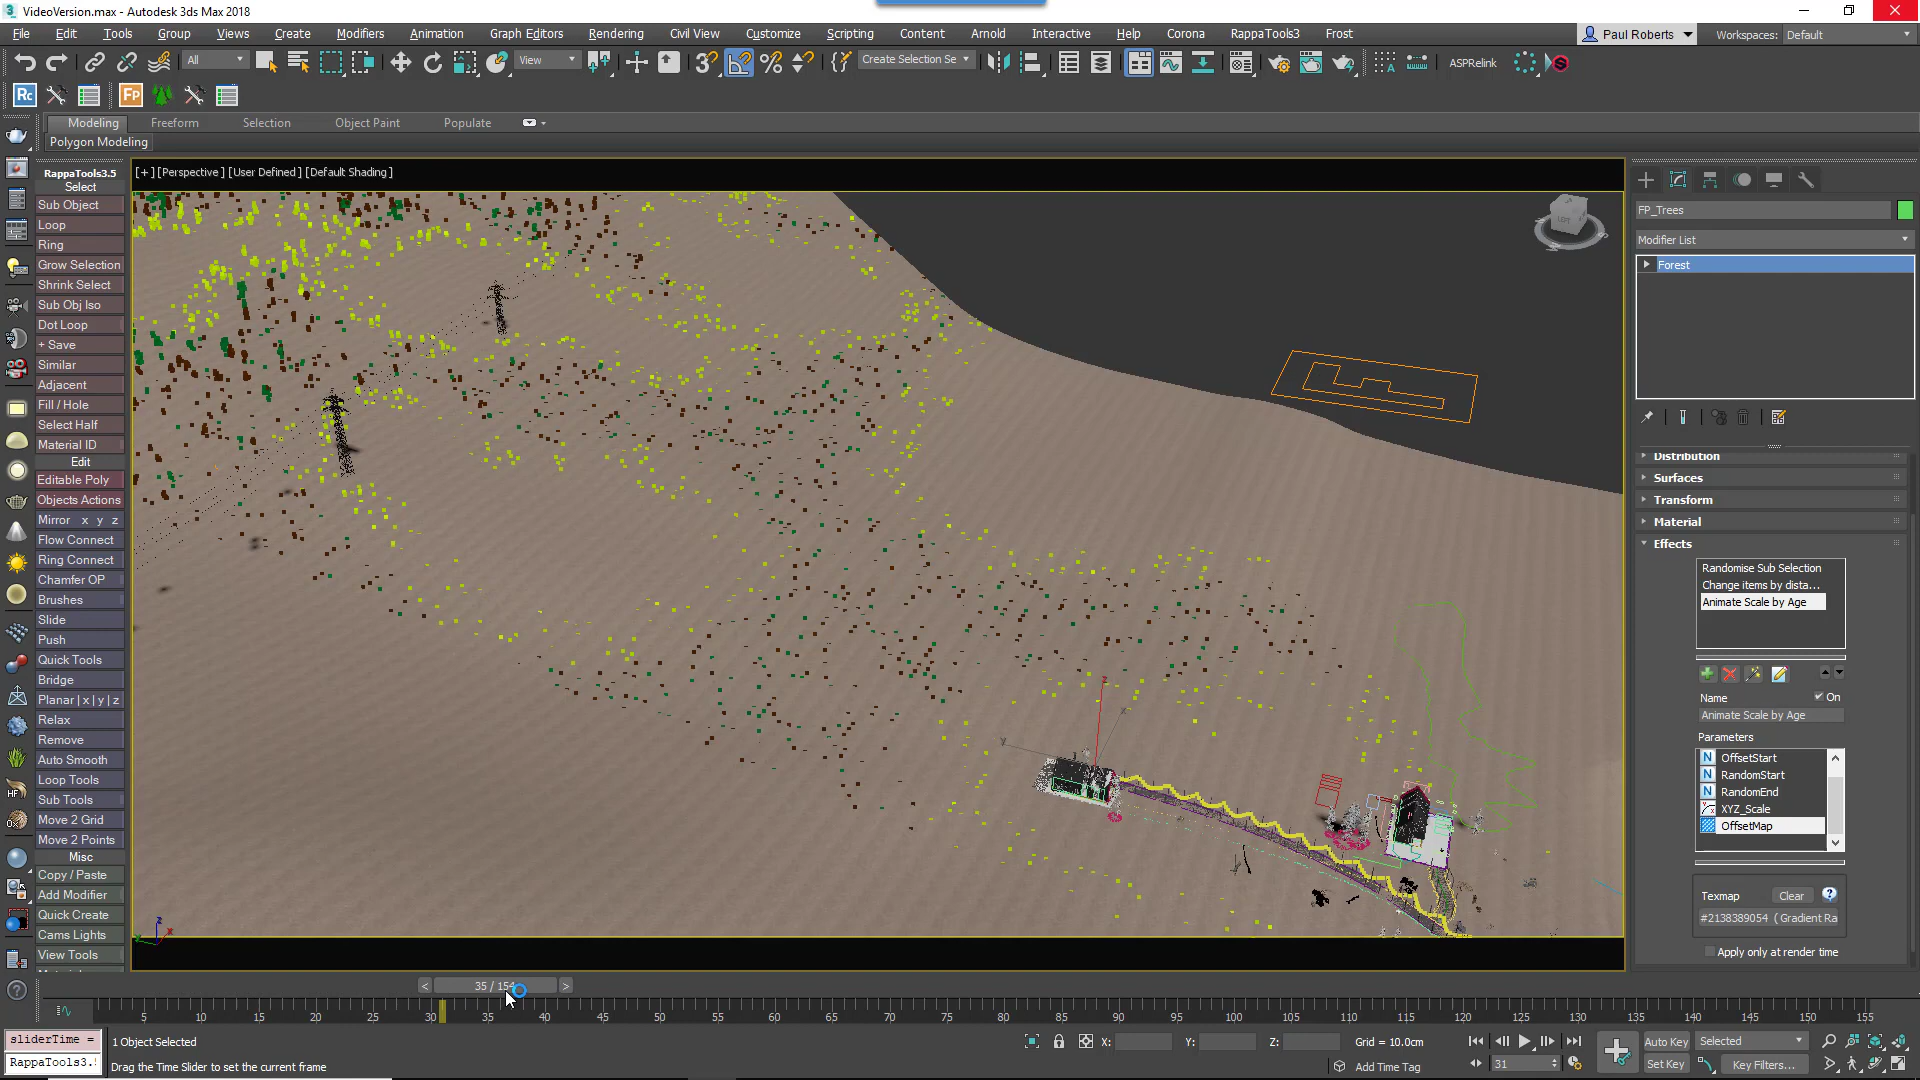 VideoVersion.max - Autodesk 3ds Max 2018
File Edit Tools Group Views Create Modifiers Animation Graph Editors Rendering Civil View Customize Scripting Content Arnold Interactive Help Corona RappaTools3 Frost Paul Roberts Workspaces: Default
All View Create Selection Se ASPRelink
Rc Fp
Modeling Freeform Selection Object Paint Populate
Polygon Modeling
RappaTools3.5
Select
Sub Object
Loop
Ring
Grow Selection
Shrink Select
Sub Obj Iso
Dot Loop
+ Save
Similar
Adjacent
Fill / Hole
Select Half
Material ID
Edit
Editable Poly
Objects Actions
Mirror x y z
Flow Connect
Ring Connect
Chamfer OP
Brushes
Slide
Push
Quick Tools
Bridge
Planar | x | y | z
Relax
Remove
Auto Smooth
Loop Tools
Sub Tools
Move 2 Grid
Move 2 Points
Misc
Copy / Paste
Add Modifier
Quick Create
Cams Lights
View Tools
[+] [Perspective ] [User Defined ] [Default Shading ]
FP_Trees
Modifier List
Forest
Distribution
Surfaces
Transform
Material
Effects
Randomise Sub Selection
Change items by dista...
Animate Scale by Age
Name On
Animate Scale by Age
Parameters
N OffsetStart
N RandomStart
N RandomEnd
XYZ_Scale
OffsetMap
Texmap Clear
#2138389054 ( Gradient Ra
Apply only at render time
< 35 / 154 >
5 10 15 20 25 30 35 40 45 50 55 60 65 70 75 80 85 90 95 100 105 110 115 120 125 130 135 140 145 150 155
sliderTime =
RappaTools3.5
1 Object Selected
Drag the Time Slider to set the current frame
X: Y: Z: Grid = 10.0cm
Add Time Tag
31
Auto Key Selected
Set Key Key Filters...